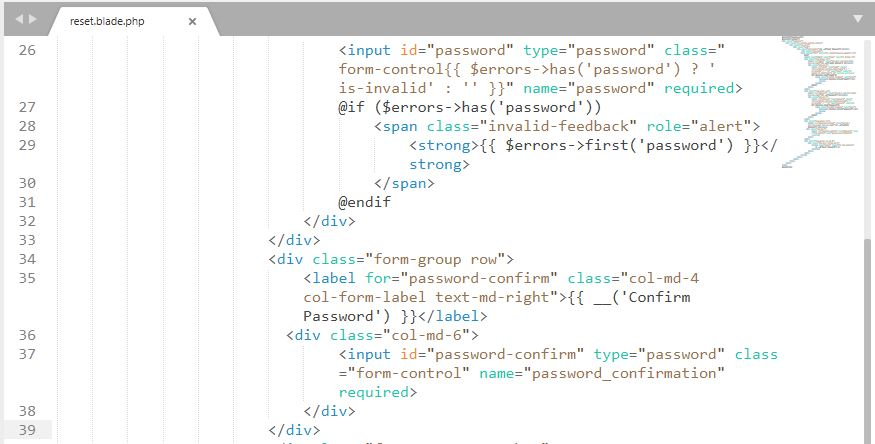 reset.blade.php
26 <input id="password" type="password" class="
form-control{{ $errors->has('password') ? '
is-invalid' : '' }}" name="password" required>
27 @if ($errors->has('password'))
28 <span class="invalid-feedback" role="alert">
29 <strong>{{ $errors->first('password') }}</
strong>
30 </span>
31 @endif
32 </div>
33 </div>
34 <div class="form-group row">
35 <label for="password-confirm" class="col-md-4
col-form-label text-md-right">{{ __('Confirm
Password') }}</label>
36 <div class="col-md-6">
37 <input id="password-confirm" type="password" class
="form-control" name="password_confirmation"
required>
38 </div>
39 </div>